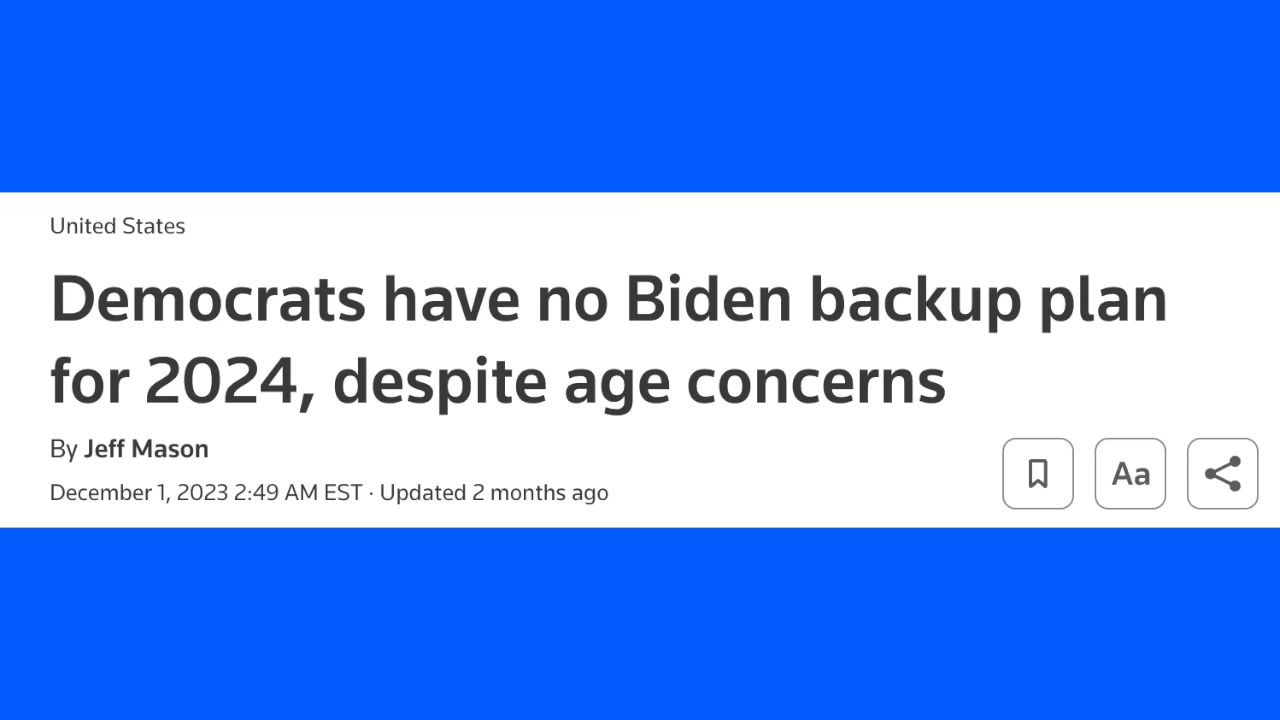 United States
Democrats have no Biden backup plan
for 2024, despite age concerns
By Jeff Mason
December 1, 2023 2:49 AM EST · Updated 2 months ago
Aa